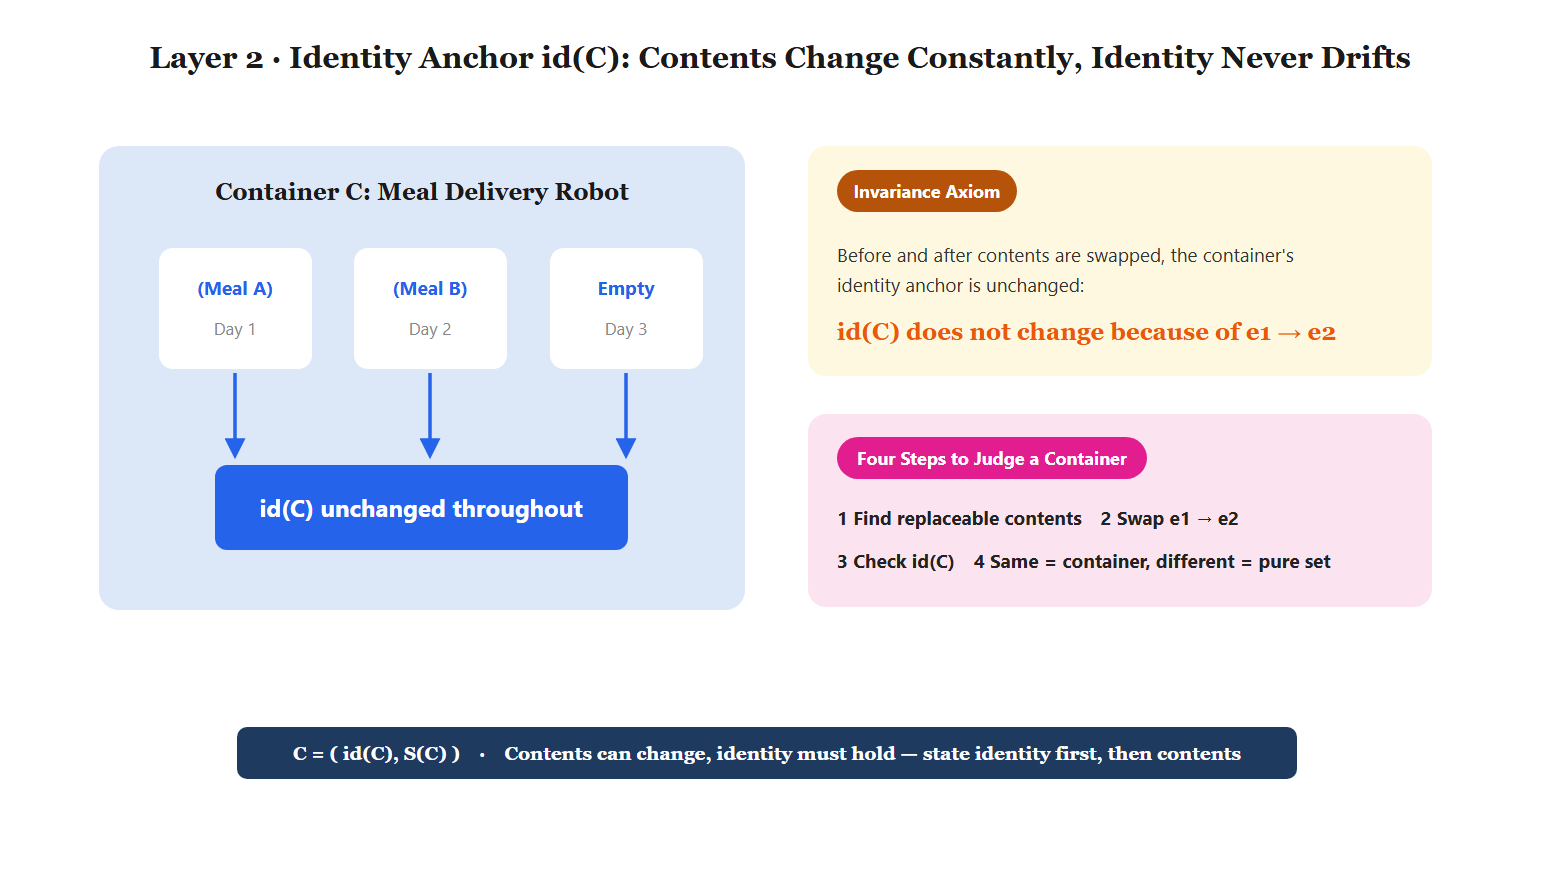 Layer 2 · Identity Anchor id(C): Contents Change Constantly, Identity Never Drifts
Container C: Meal Delivery Robot
(Meal A)
Day 1
(Meal B)
Day 2
Empty
Day 3
id(C) unchanged throughout
Invariance Axiom
Before and after contents are swapped, the container's
identity anchor is unchanged:
id(C) does not change because of e1 → e2
Four Steps to Judge a Container
1 Find replaceable contents 2 Swap e1 → e2
3 Check id(C) 4 Same = container, different = pure set
C = ( id(C), S(C) ) · Contents can change, identity must hold — state identity first, then contents